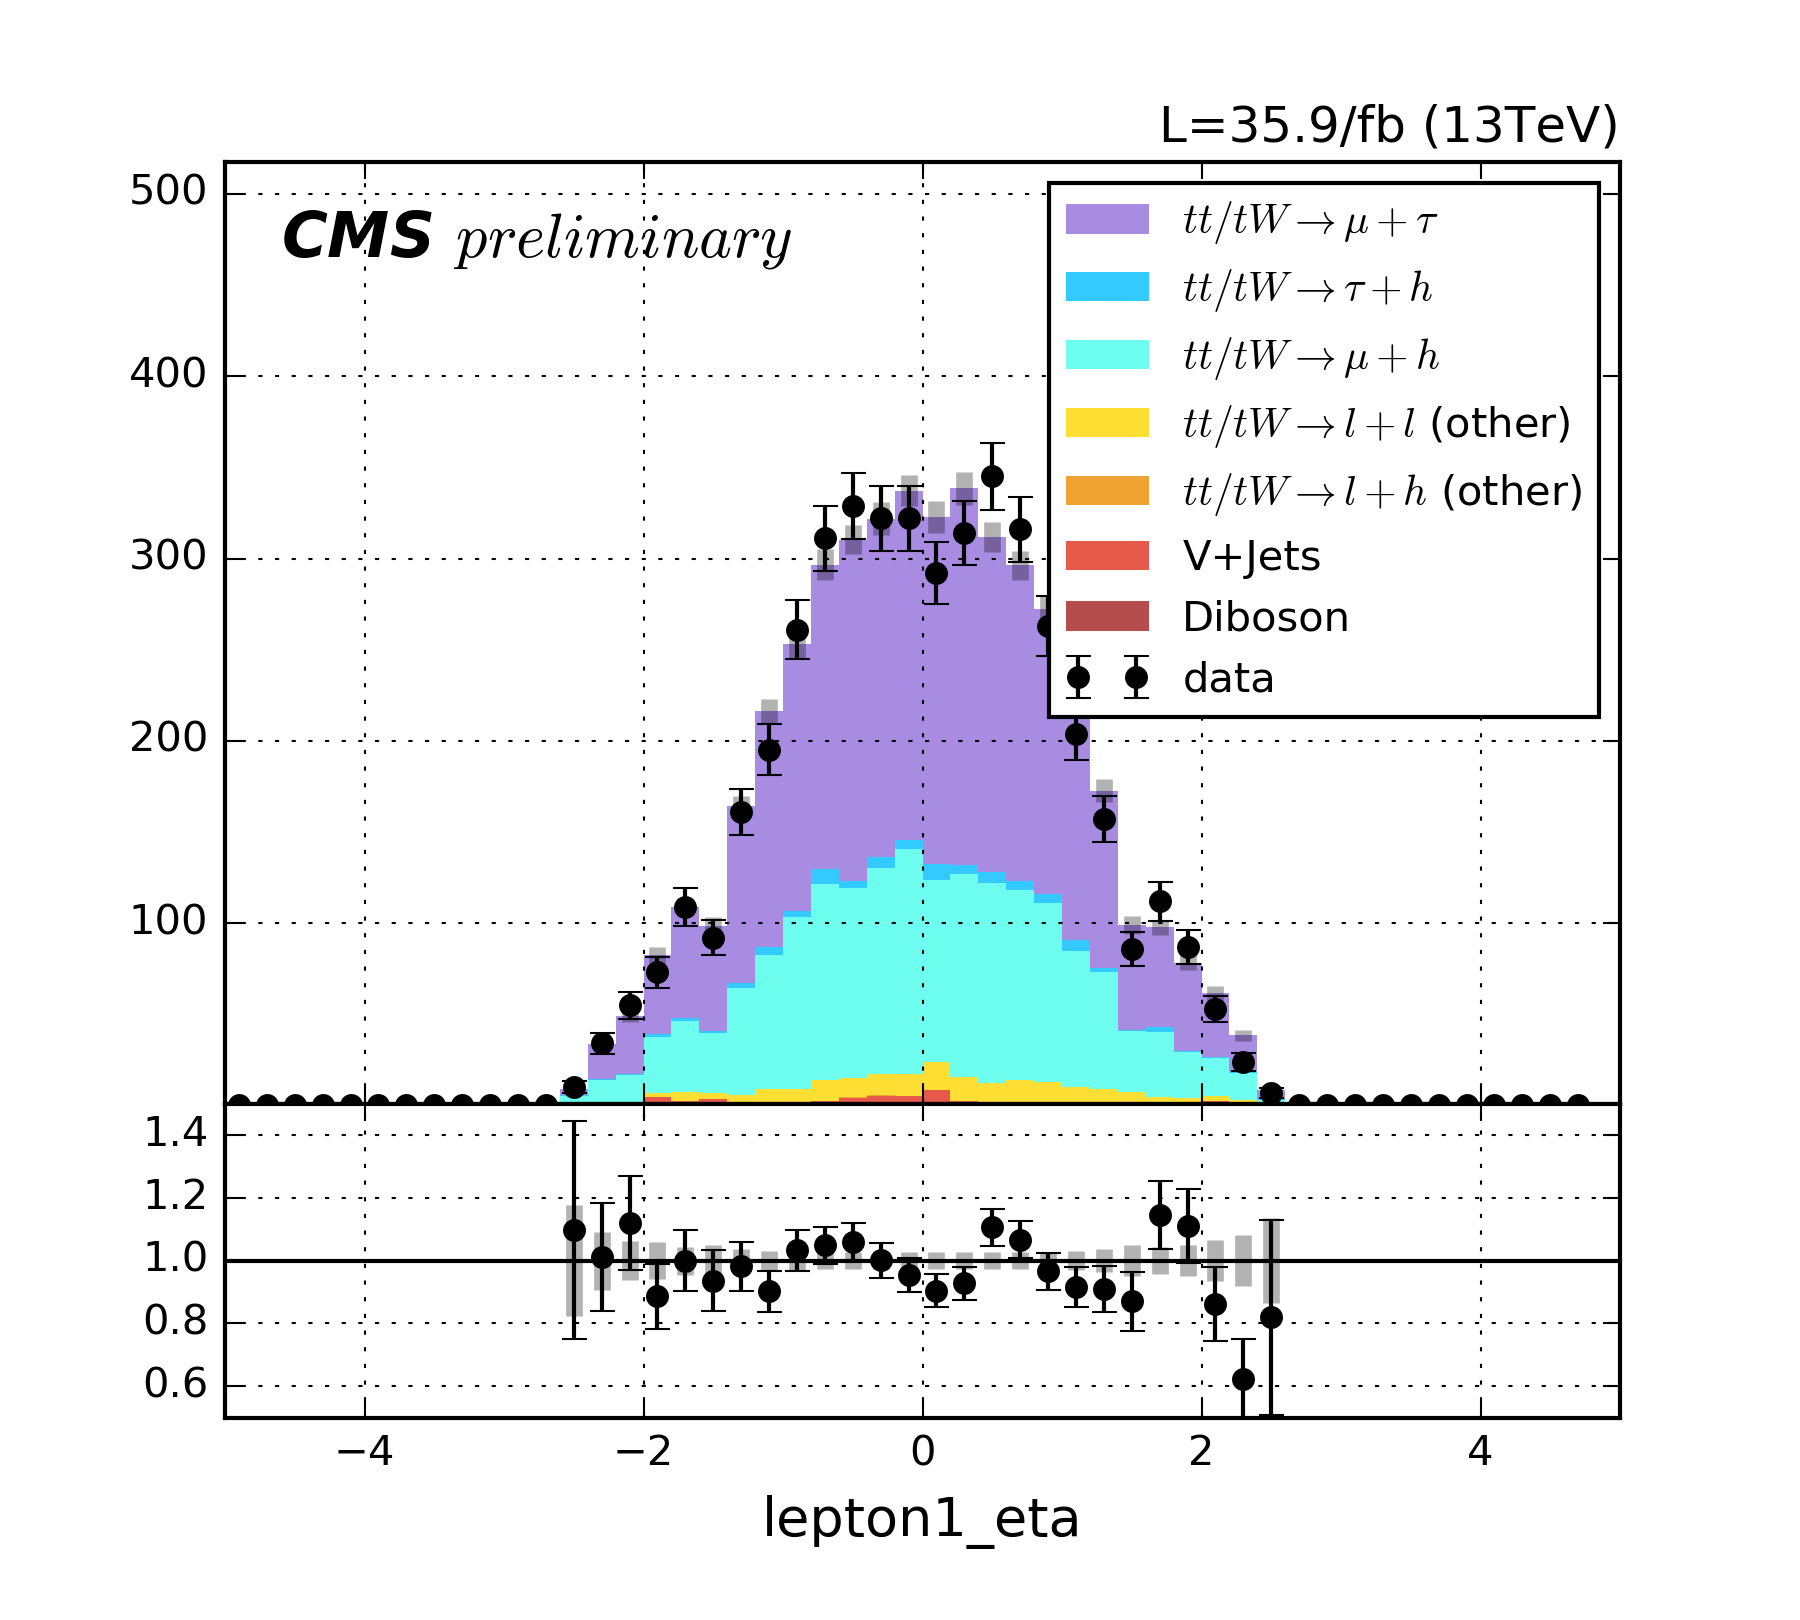 L=35.9/fb (13TeV)
CMS preliminary
500
400
300
200
100
tt/tW → μ + τ
tt/tW → τ + h
tt/tW → μ + h
tt/tW → l + l (other)
tt/tW → l + h (other)
V+Jets
Diboson
data
1.4
1.2
1.0
0.8
0.6
−4 −2 0 2 4
lepton1_eta